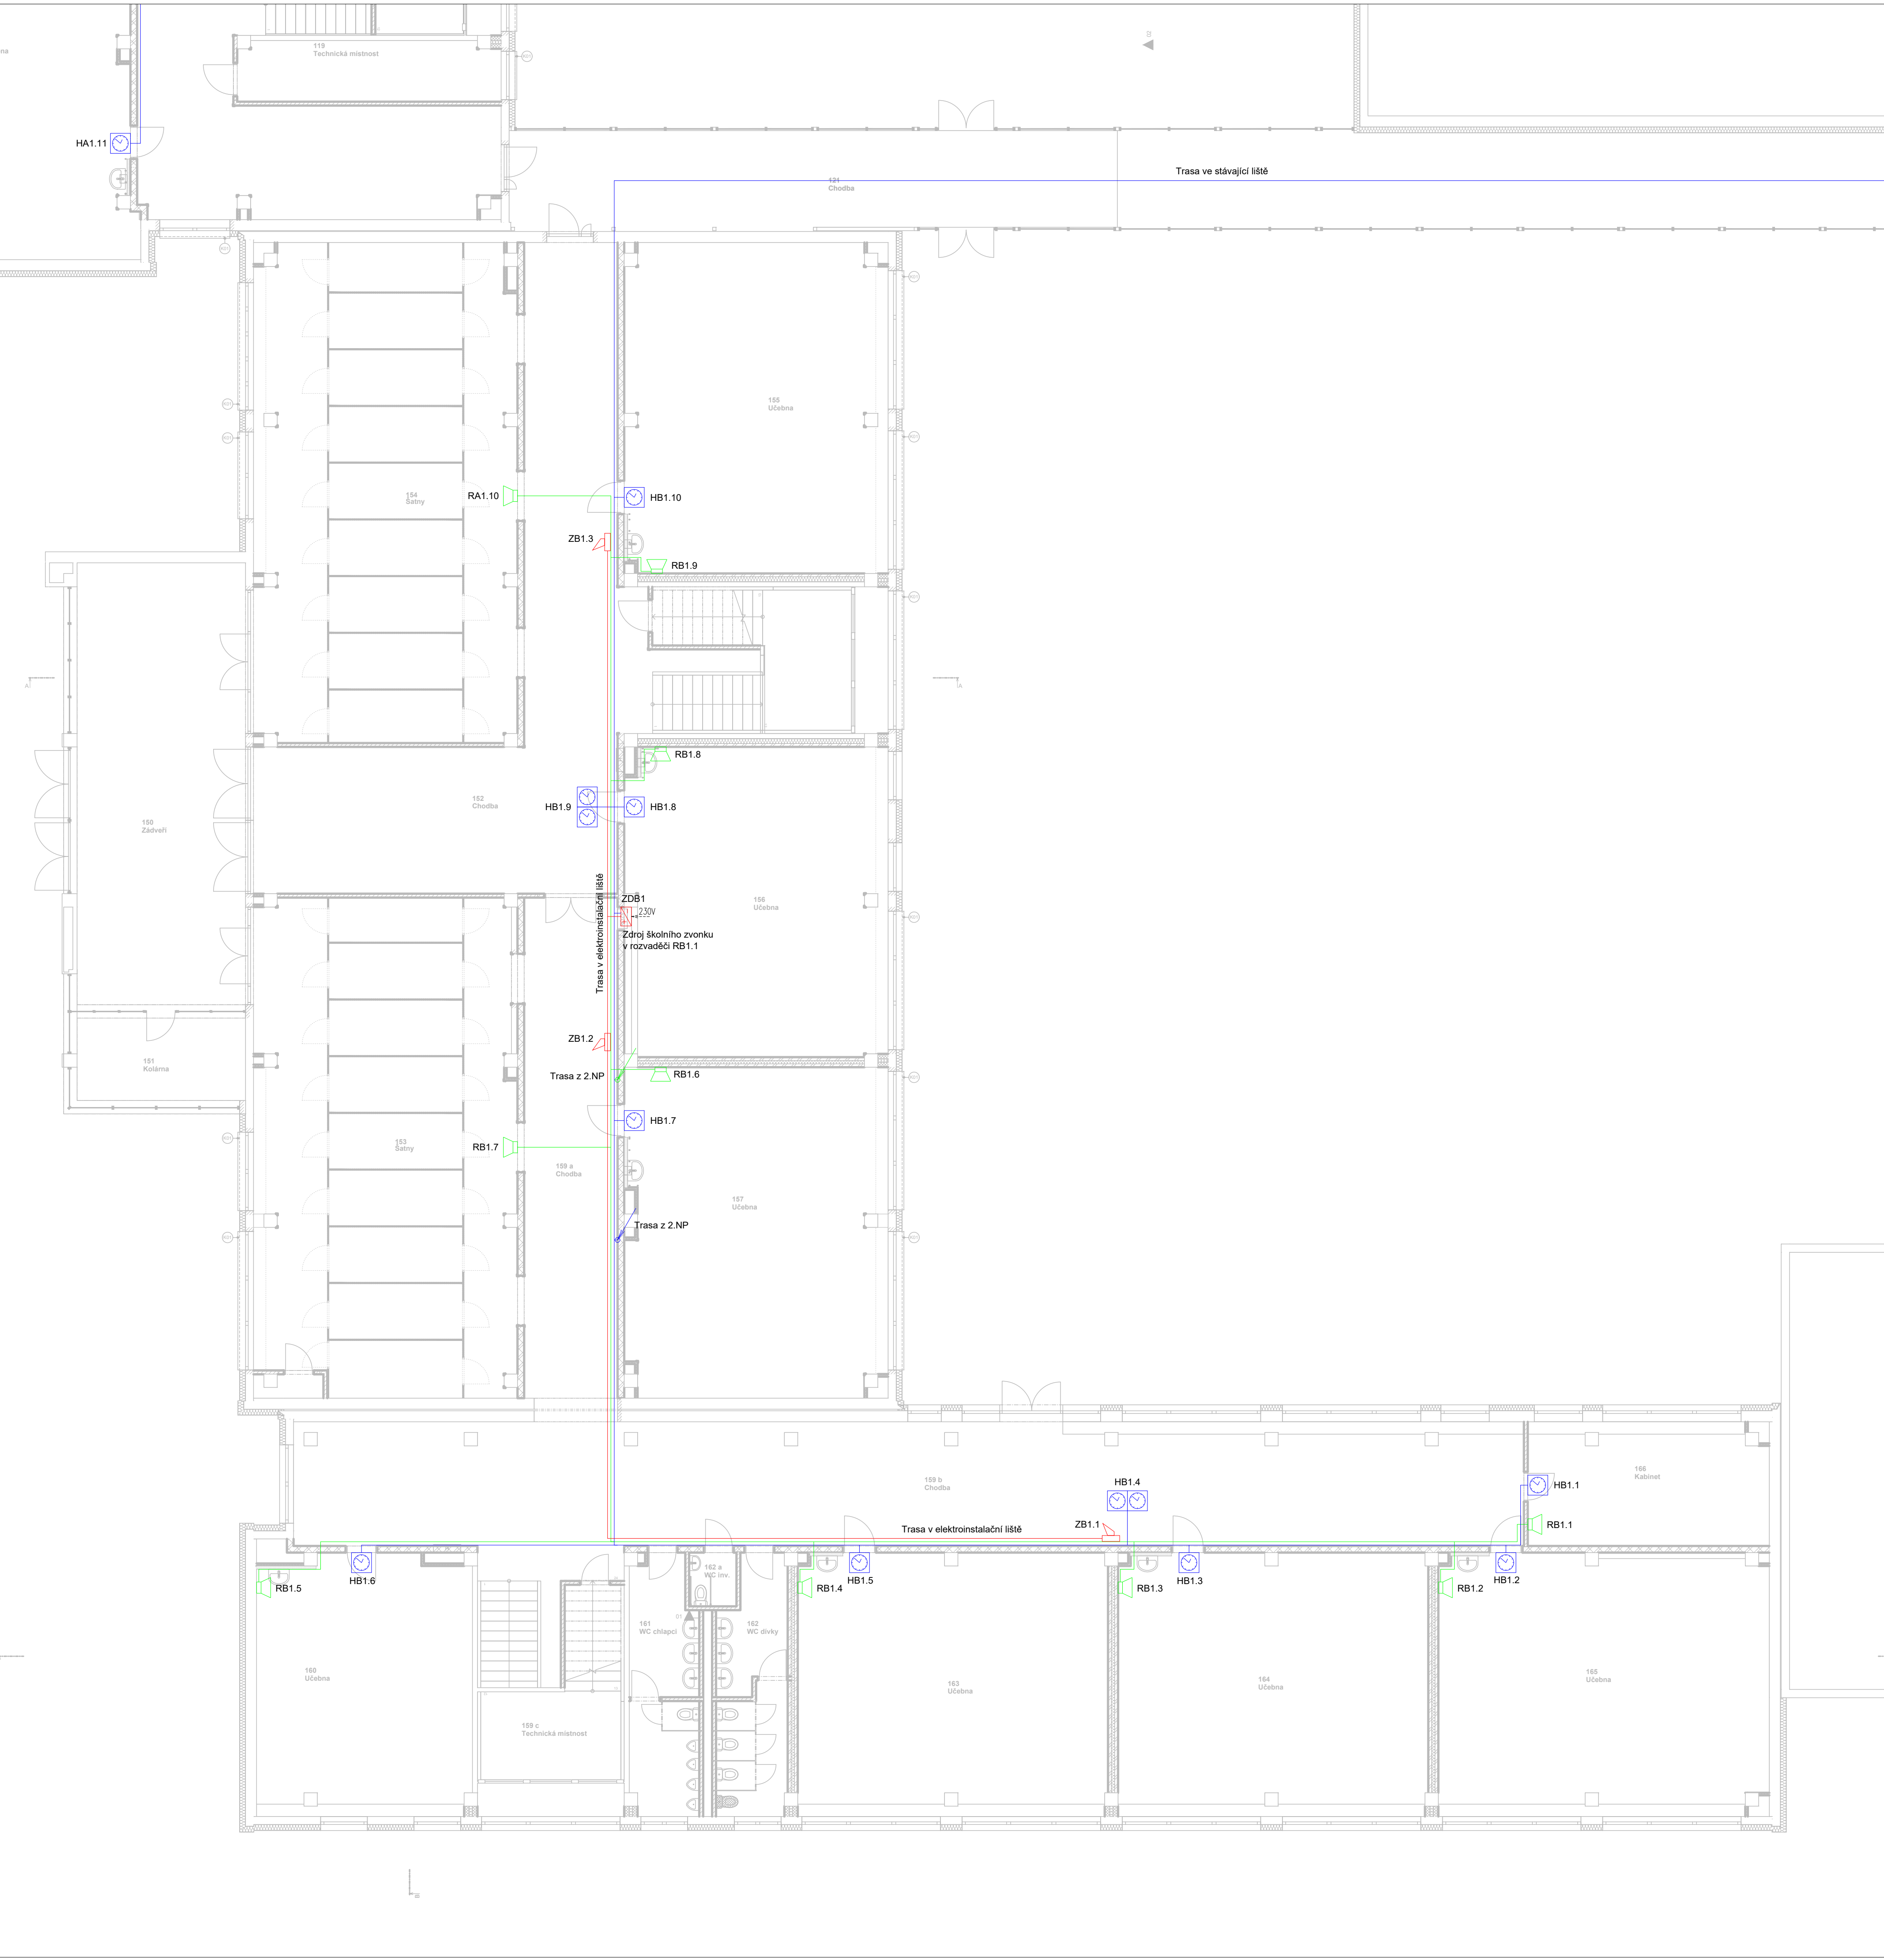 na
119
Technická místnost
HA1.11
Trasa ve stávající liště
121
Chodba
155
Učebna
154
Šatny
RA1.10
HB1.10
ZB1.3
RB1.9
A
A
RB1.8
152
Chodba
HB1.9
HB1.8
150
Zádveří
156
Učebna
Trasa v elektroinstalační liště
ZDB1
230V
Zdroj školního zvonku
v rozvaděči RB1.1
ZB1.2
151
Kolárna
Trasa z 2.NP
RB1.6
HB1.7
153
Šatny
RB1.7
159 a
Chodba
157
Učebna
Trasa z 2.NP
159 b
Chodba
166
Kabinet
HB1.4
HB1.1
ZB1.1
Trasa v elektroinstalační liště
RB1.1
162 a
WC inv.
HB1.6
HB1.5
HB1.3
HB1.2
RB1.5
RB1.4
RB1.3
RB1.2
01
161
WC chlapci
162
WC dívky
160
Učebna
163
Učebna
164
Učebna
165
Učebna
159 c
Technická místnost
B